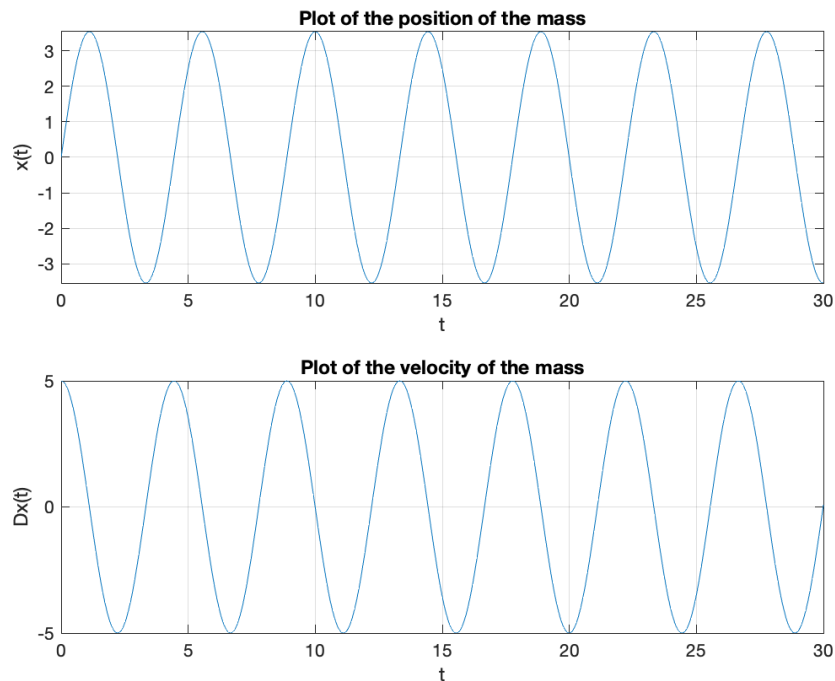 Plot of the position of the mass
3
2
1
0
-1
-2
-3
x(t)
0 5 10 15 20 25 30
t
Plot of the velocity of the mass
5
0
-5
Dx(t)
0 5 10 15 20 25 30
t